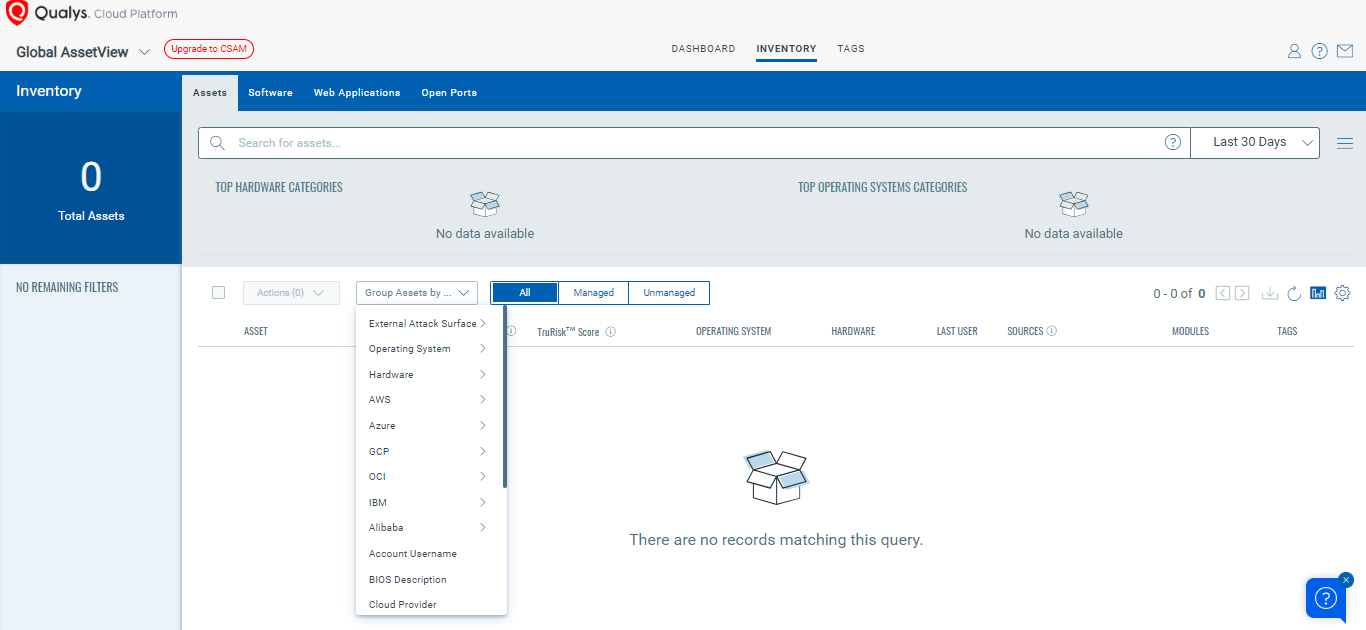 Qualys. Cloud Platform
Global AssetView
Upgrade to CSAM
DASHBOARD
INVENTORY
TAGS
Inventory
Assets
Software
Web Applications
Open Ports
0
Total Assets
NO REMAINING FILTERS
Search for assets...
Last 30 Days
TOP HARDWARE CATEGORIES
No data available
TOP OPERATING SYSTEMS CATEGORIES
No data available
Actions (0)
Group Assets by ...
All
Managed
Unmanaged
0 - 0 of 0
ASSET
TruRisk™ Score
OPERATING SYSTEM
HARDWARE
LAST USER
SOURCES
MODULES
TAGS
External Attack Surface
Operating System
Hardware
AWS
Azure
GCP
OCI
IBM
Alibaba
Account Username
BIOS Description
Cloud Provider
There are no records matching this query.